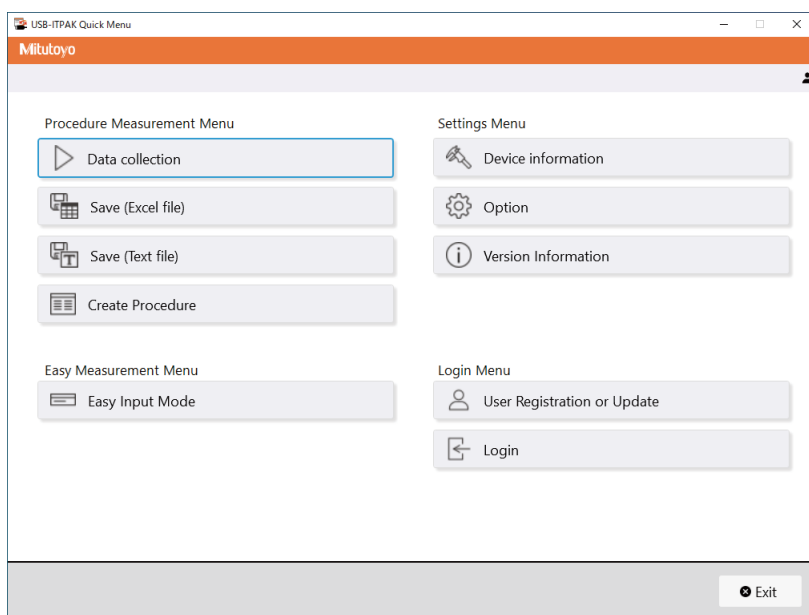 USB-ITPAK Quick Menu
Mitutoyo
Procedure Measurement Menu
Data collection
Save (Excel file)
Save (Text file)
Create Procedure
Easy Measurement Menu
Easy Input Mode
Settings Menu
Device information
Option
Version Information
Login Menu
User Registration or Update
Login
Exit